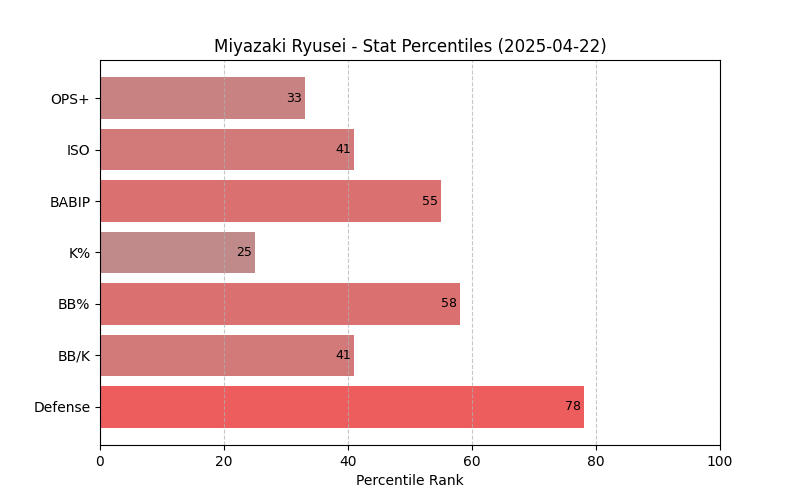 Miyazaki Ryusei - Stat Percentiles (2025-04-22)
OPS+ 33
ISO 41
BABIP 55
K% 25
BB% 58
BB/K 41
Defense 78
0 20 40 60 80 100
Percentile Rank